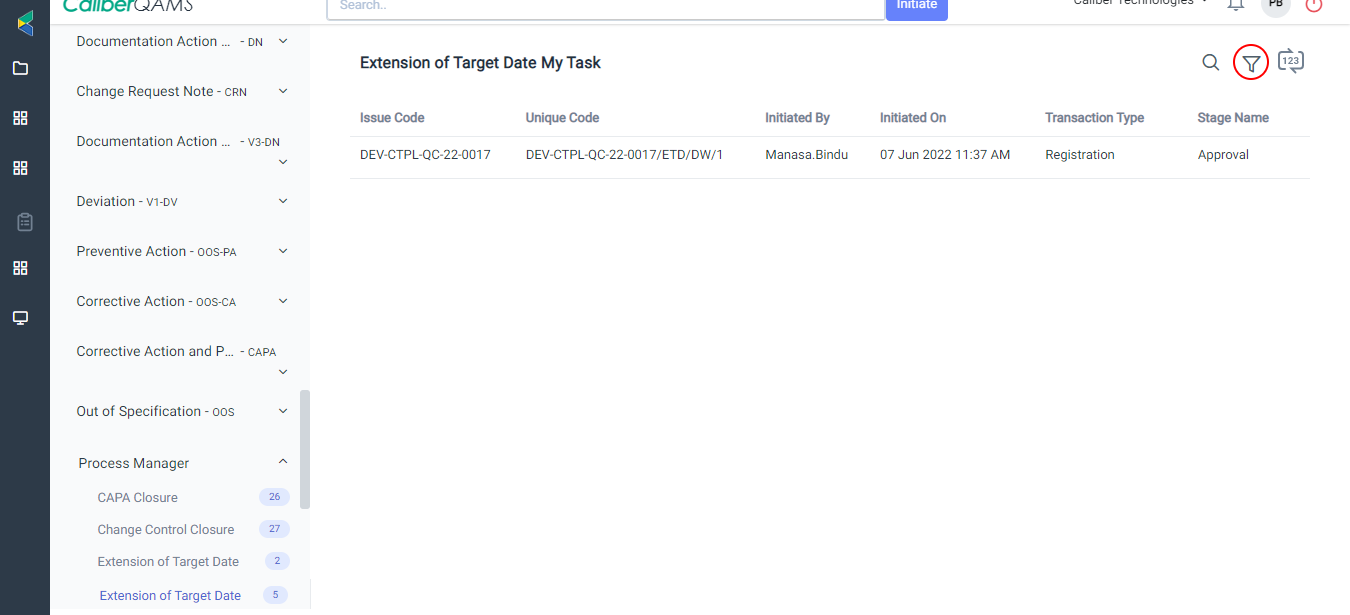 CaliberQAMS
Search..
Initiate
Caliber Technologies
PB
Documentation Action ... - DN
Change Request Note - CRN
Documentation Action ... - V3-DN
Deviation - V1-DV
Preventive Action - OOS-PA
Corrective Action - OOS-CA
Corrective Action and P... - CAPA
Out of Specification - OOS
Process Manager
CAPA Closure 26
Change Control Closure 27
Extension of Target Date 2
Extension of Target Date 5
Extension of Target Date My Task
123
Issue Code Unique Code Initiated By Initiated On Transaction Type Stage Name
DEV-CTPL-QC-22-0017 DEV-CTPL-QC-22-0017/ETD/DW/1 Manasa.Bindu 07 Jun 2022 11:37 AM Registration Approval